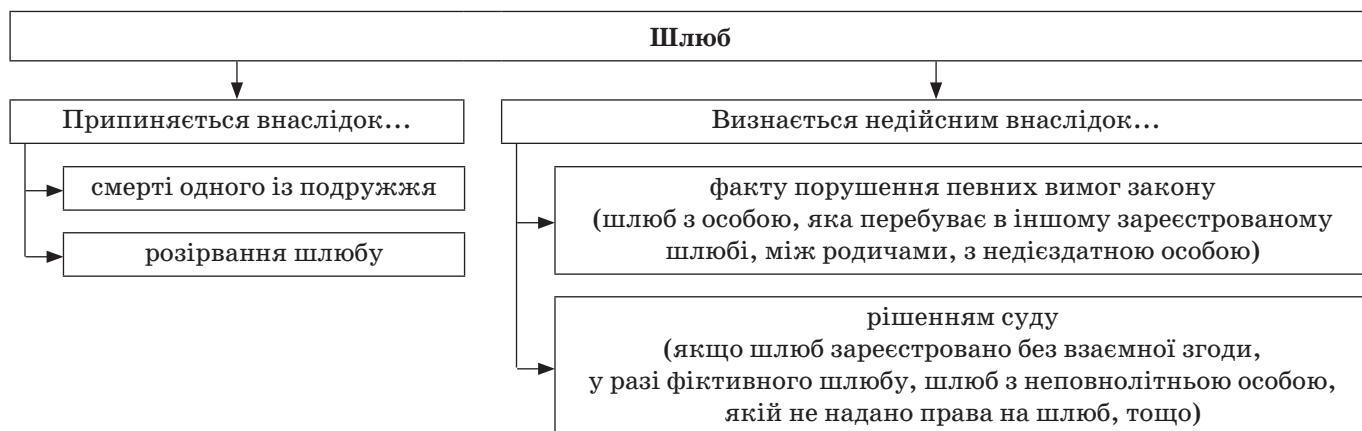 Шлюб
Припиняється внаслідок...
смерті одного із подружжя
розірвання шлюбу
Визнається недійсним внаслідок...
факту порушення певних вимог закону
(шлюб з особою, яка перебуває в іншому зареєстрованому
шлюбі, між родичами, з недієздатною особою)
рішенням суду
(якщо шлюб зареєстровано без взаємної згоди,
у разі фіктивного шлюбу, шлюб з неповнолітньою особою,
якій не надано права на шлюб, тощо)